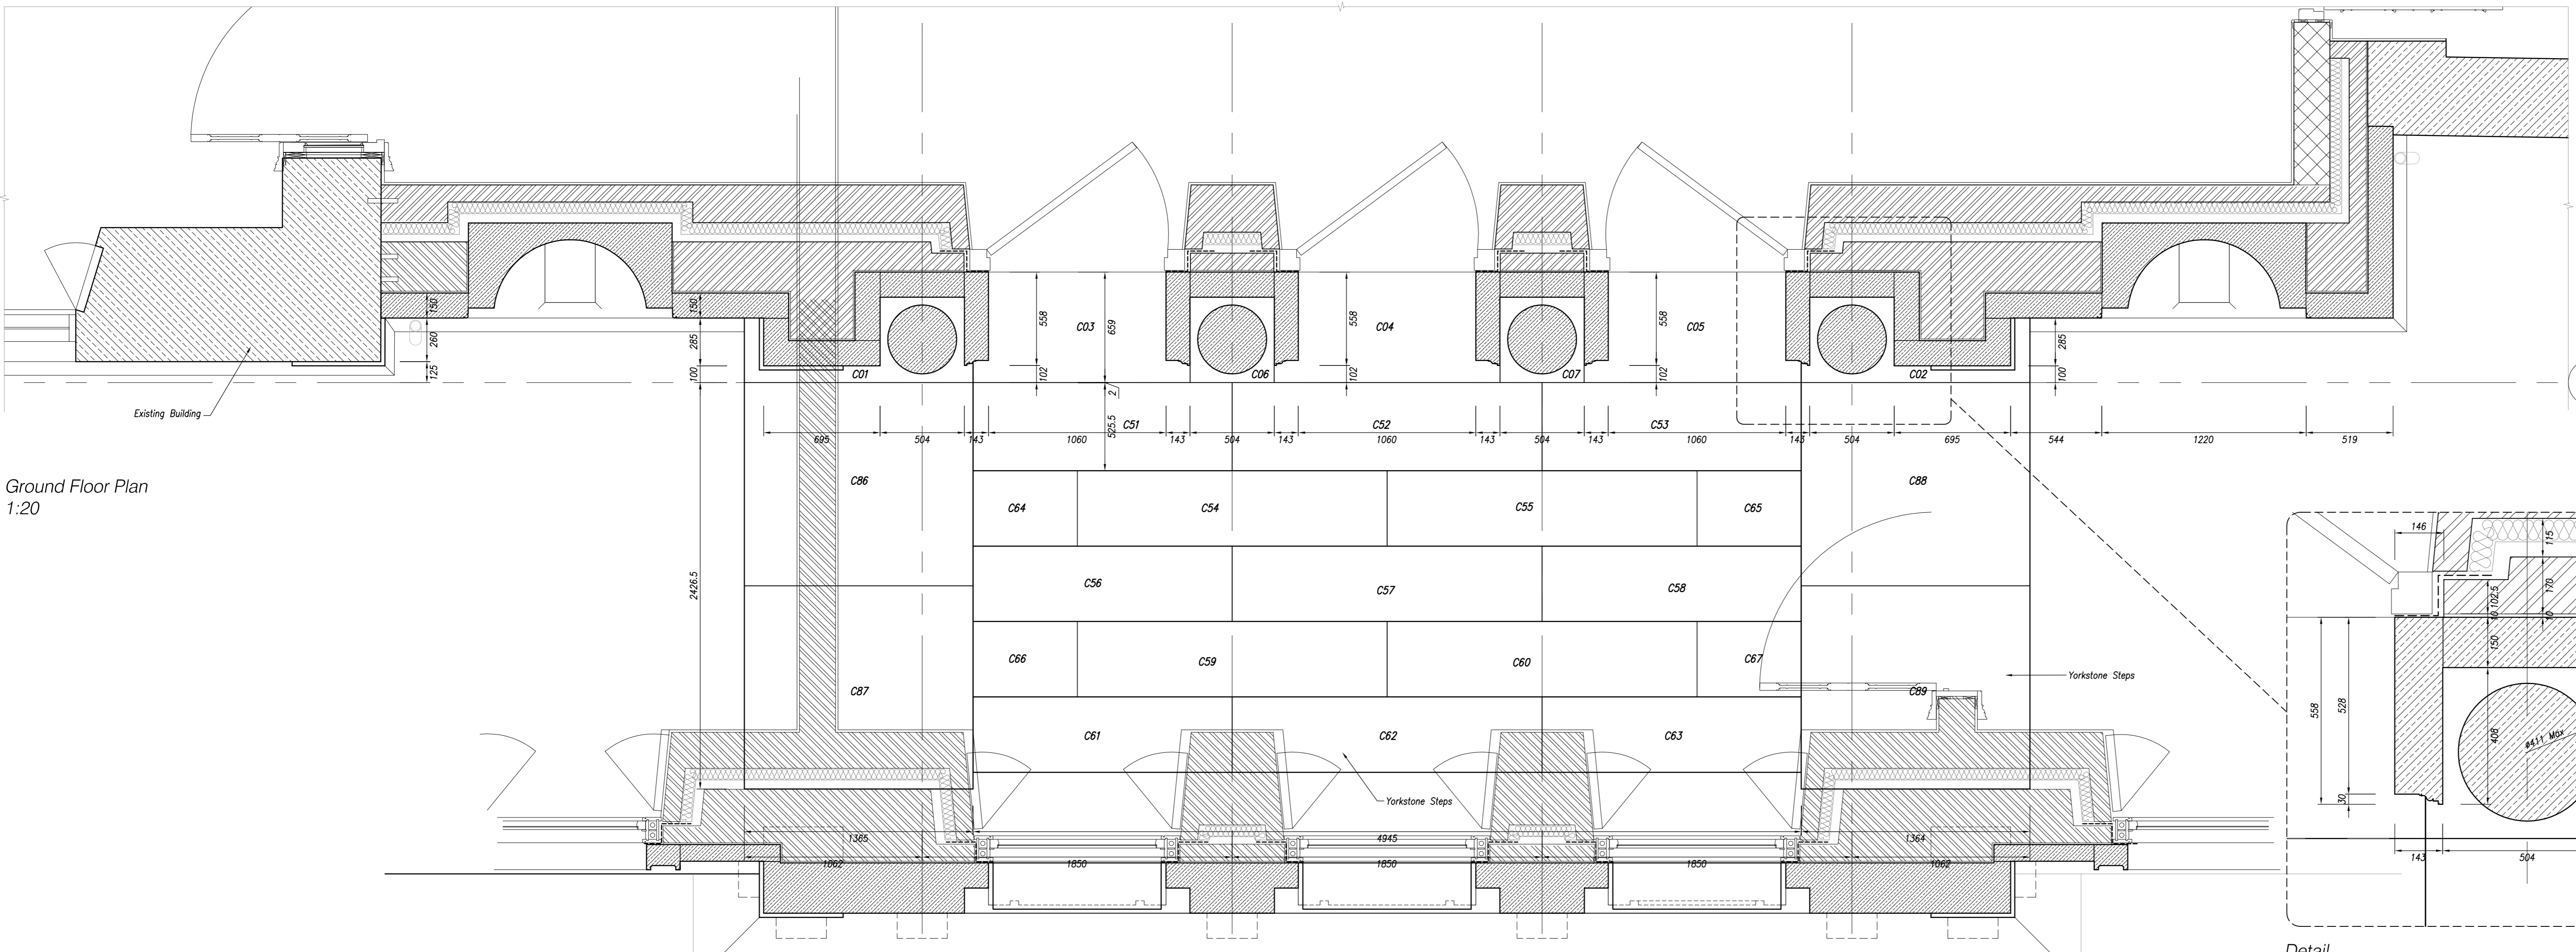 Existing Building
Ground Floor Plan
1:20
150
260
125
150
285
100
C01
558
C03
659
102
C06
558
C04
102
C07
558
C05
102
C02
285
100
2
525.5
C51
C52
C53
695
504
143
1060
143
504
143
1060
143
504
143
1060
143
504
695
544
1220
519
C86
C88
C64
C54
C55
C65
2426.5
C56
C57
C58
C66
C59
C60
C67
C87
C89
Yorkstone Steps
C61
C62
C63
Yorkstone Steps
1365
4945
1364
1062
1850
1850
1850
1062
146
115
170
10
102.5
10
150
558
528
408
ø411 Max
30
143
504
Detail